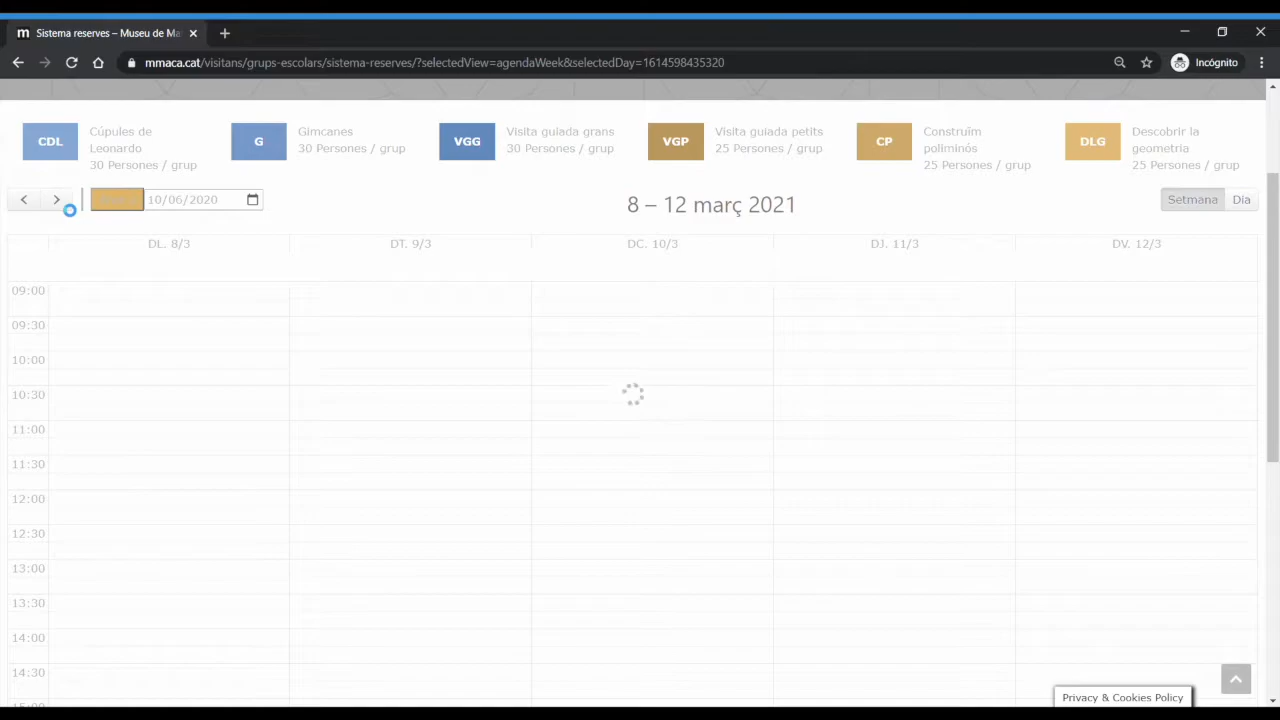 Sistema reserves – Museu de Ma
mmaca.cat/visitans/grups-escolars/sistema-reserves/?selectedView=agendaWeek&selectedDay=1614598435320
Incógnito
CDL
Cúpules de
Leonardo
30 Persones / grup
G
Gimcanes
30 Persones / grup
VGG
Visita guiada grans
30 Persones / grup
VGP
Visita guiada petits
25 Persones / grup
CP
Construïm
poliminós
25 Persones / grup
DLG
Descobrir la
geometria
25 Persones / grup
10/06/2020
8 – 12 març 2021
Setmana
Dia
DL. 8/3
DT. 9/3
DC. 10/3
DJ. 11/3
DV. 12/3
09:00
09:30
10:00
10:30
11:00
11:30
12:00
12:30
13:00
13:30
14:00
14:30
Privacy & Cookies Policy